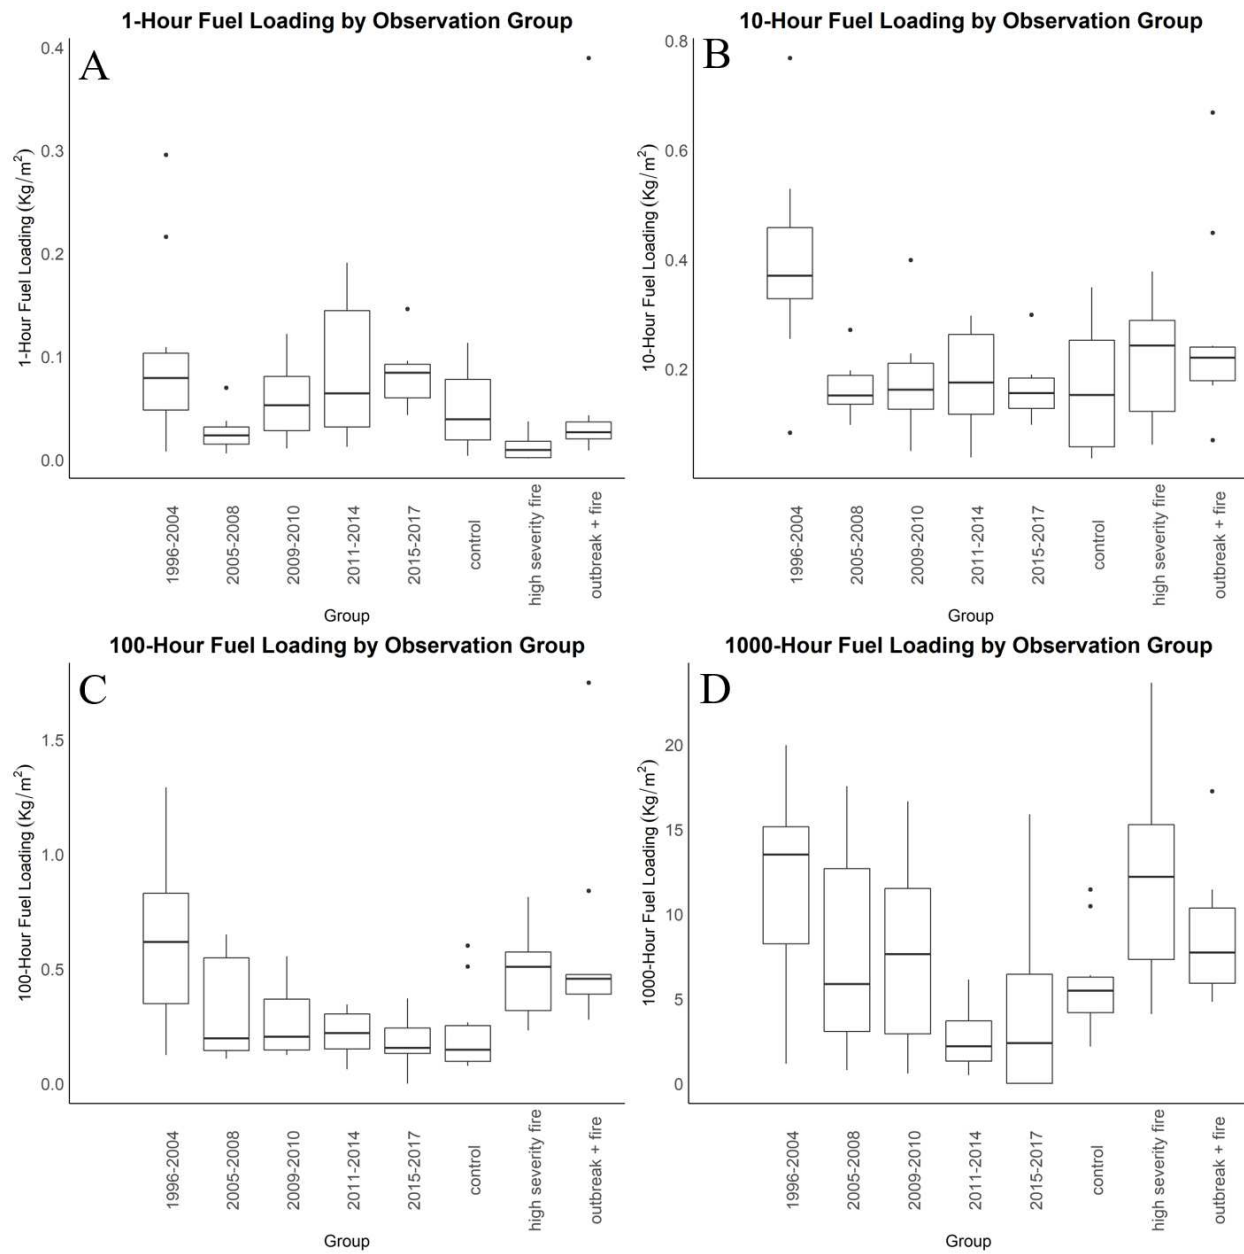 1-Hour Fuel Loading by Observation Group
A
1-Hour Fuel Loading (Kg/m²)
0.4
0.3
0.2
0.1
0.0
1996-2004
2005-2008
2009-2010
2011-2014
2015-2017
control
high severity fire
outbreak + fire
Group
10-Hour Fuel Loading by Observation Group
B
10-Hour Fuel Loading (Kg/m²)
0.8
0.6
0.4
0.2
1996-2004
2005-2008
2009-2010
2011-2014
2015-2017
control
high severity fire
outbreak + fire
Group
100-Hour Fuel Loading by Observation Group
C
100-Hour Fuel Loading (Kg/m²)
1.5
1.0
0.5
0.0
1996-2004
2005-2008
2009-2010
2011-2014
2015-2017
control
high severity fire
outbreak + fire
Group
1000-Hour Fuel Loading by Observation Group
D
1000-Hour Fuel Loading (Kg/m²)
20
15
10
5
0
1996-2004
2005-2008
2009-2010
2011-2014
2015-2017
control
high severity fire
outbreak + fire
Group